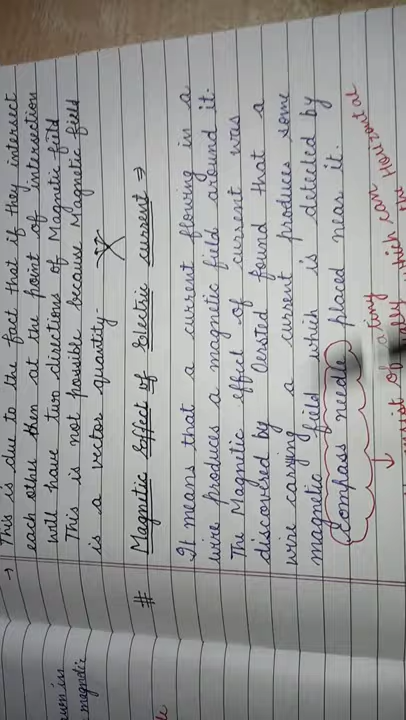 → This is due to the fact that if they intersect
each other then at the point of intersection
will have two directions of Magnetic field
This is not possible because Magnetic field
is a vector quantity-
# Magnetic Effect of Electric current ⇒
It means that a current flowing in a
wire produces a magnetic field around it.
The Magnetic effect of current was
discovered by Oersted found that a
wire carrying a current produces some
magnetic field which is detected by
compass needle placed near it.
of a tiny
which can Horizontal
the
magnetic